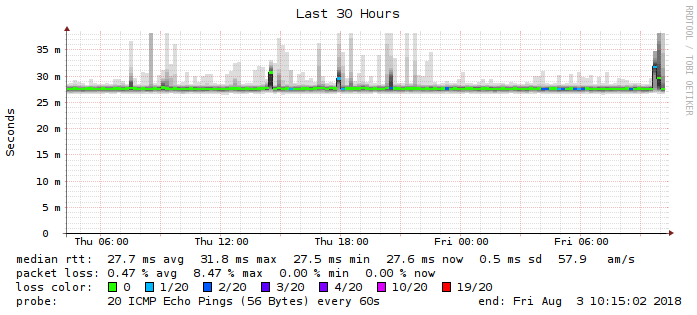 Last 30 Hours
RRDTOOL / TOBI OETIKER
Seconds
35 m
30 m
25 m
20 m
15 m
10 m
5 m
0
Thu 06:00 Thu 12:00 Thu 18:00 Fri 00:00 Fri 06:00
median rtt: 27.7 ms avg 31.8 ms max 27.5 ms min 27.6 ms now 0.5 ms sd 57.9 am/s
packet loss: 0.47 % avg 8.47 % max 0.00 % min 0.00 % now
loss color: 0 1/20 2/20 3/20 4/20 10/20 19/20
probe: 20 ICMP Echo Pings (56 Bytes) every 60s end: Fri Aug 3 10:15:02 2018